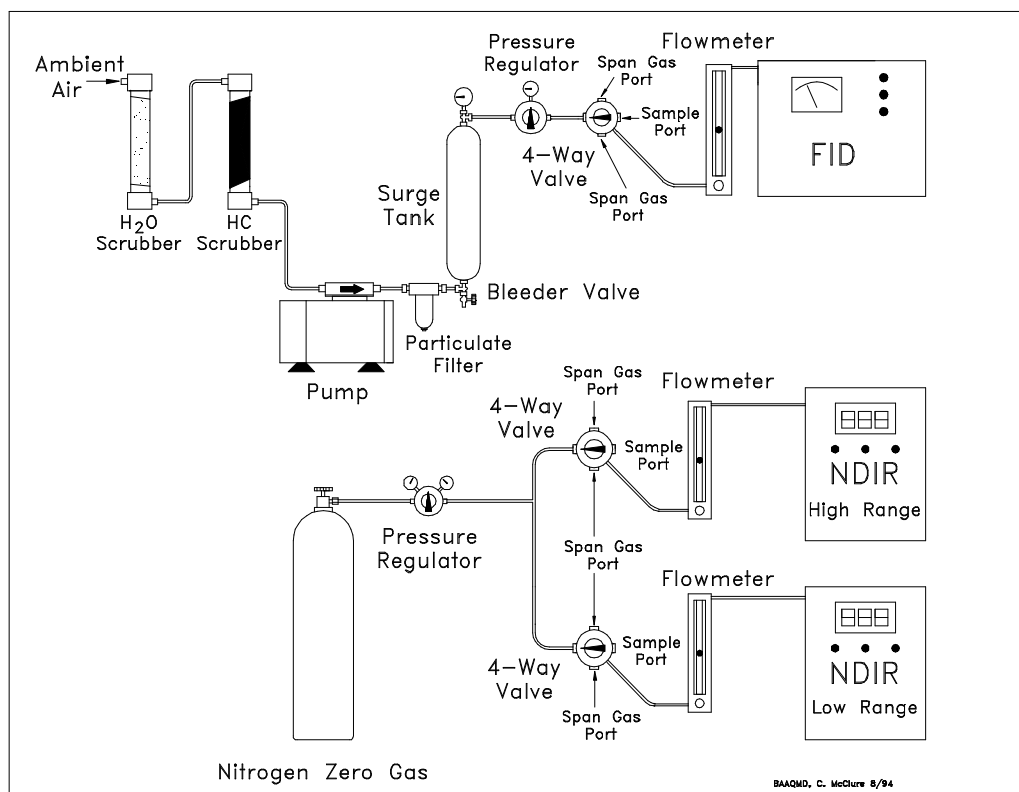 Ambient
Air
H2O
Scrubber
HC
Scrubber
Pump
Particulate
Filter
Bleeder Valve
Surge
Tank
Pressure
Regulator
Span Gas
Port
Sample
Port
4-Way
Valve
Span Gas
Port
Flowmeter
FID
Nitrogen Zero Gas
Pressure
Regulator
4-Way
Valve
Span Gas
Port
Sample
Port
Flowmeter
NDIR
High Range
Span Gas
Port
4-Way
Valve
Sample
Port
Span Gas
Port
Flowmeter
NDIR
Low Range
BAAQMD, C. McClure 8/94